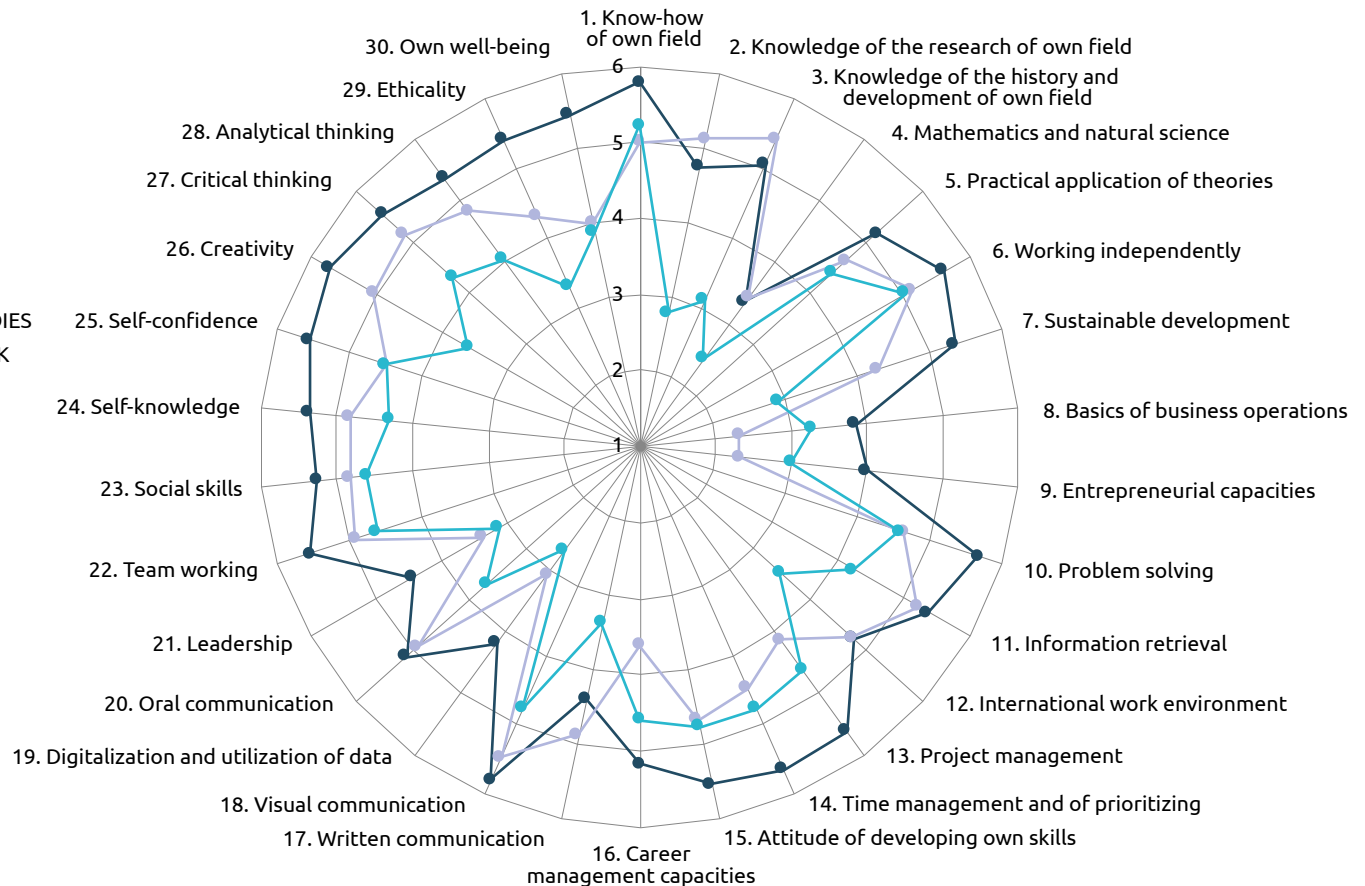 1. Know-how
of own field
2. Knowledge of the research of own field
3. Knowledge of the history and
development of own field
4. Mathematics and natural science
5. Practical application of theories
6. Working independently
7. Sustainable development
8. Basics of business operations
9. Entrepreneurial capacities
10. Problem solving
11. Information retrieval
12. International work environment
13. Project management
14. Time management and of prioritizing
15. Attitude of developing own skills
16. Career
management capacities
17. Written communication
18. Visual communication
19. Digitalization and utilization of data
20. Oral communication
21. Leadership
22. Team working
23. Social skills
24. Self-knowledge
25. Self-confidence
26. Creativity
27. Critical thinking
28. Analytical thinking
29. Ethicality
30. Own well-being
6
5
4
3
2
1